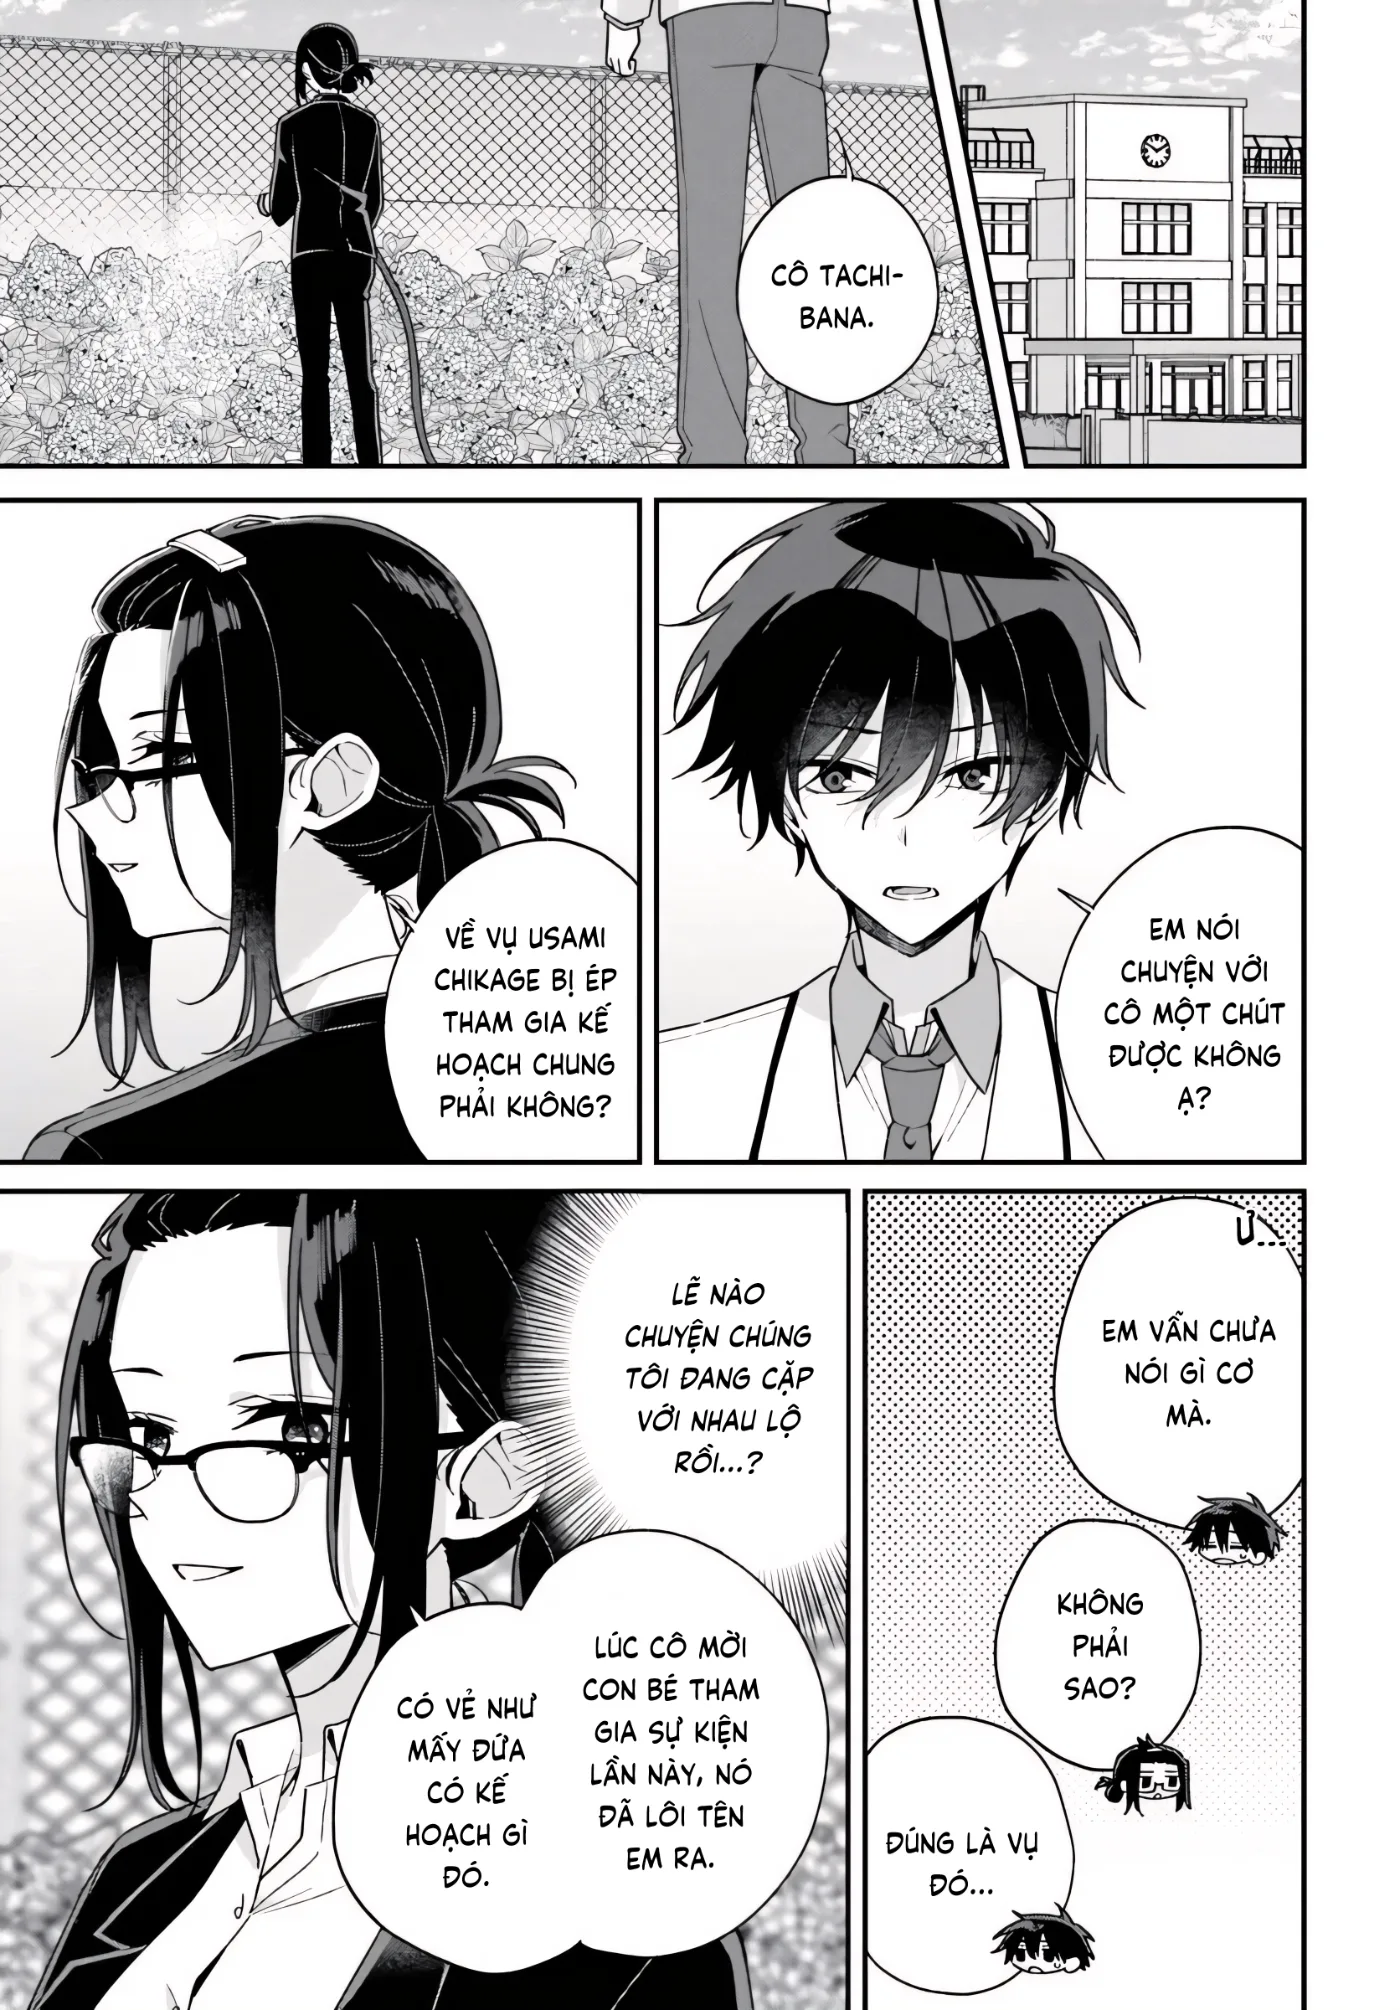 CÔ TACHI-
BANA.
EM NÓI
CHUYỆN VỚI
CÔ MỘT CHÚT
ĐƯỢC KHÔNG
Ạ?
VỀ VỤ USAMI
CHIKAGE BỊ ÉP
THAM GIA KẾ
HOẠCH CHUNG
PHẢI KHÔNG?
Ư...
EM VẪN CHƯA
NÓI GÌ CƠ
MÀ.
KHÔNG
PHẢI
SAO?
ĐÚNG LÀ VỤ
ĐÓ...
LẼ NÀO
CHUYỆN CHÚNG
TÔI ĐANG CẶP
VỚI NHAU LỘ
RỒI...?
LÚC CÔ MỜI
CON BÉ THAM
GIA SỰ KIỆN
LẦN NÀY, NÓ
ĐÃ LÔI TÊN
EM RA.
CÓ VẺ NHƯ
MẤY ĐỨA
CÓ KẾ
HOẠCH GÌ
ĐÓ.